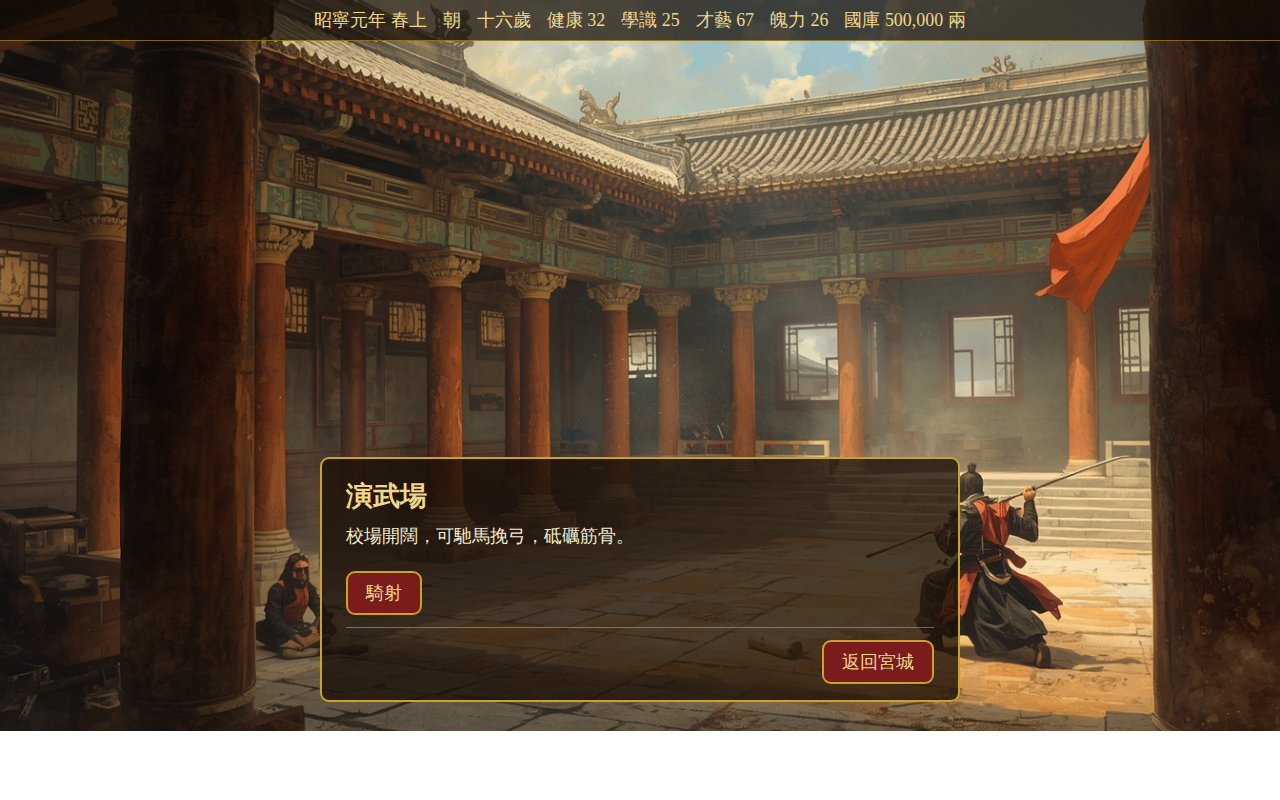 昭寧元年 春上 朝 十六歲 健康 32 學識 25 才藝 67 魄力 26 國庫 500,000 兩
演武場
校場開闊，可馳馬挽弓，砥礪筋骨。
騎射
返回宮城